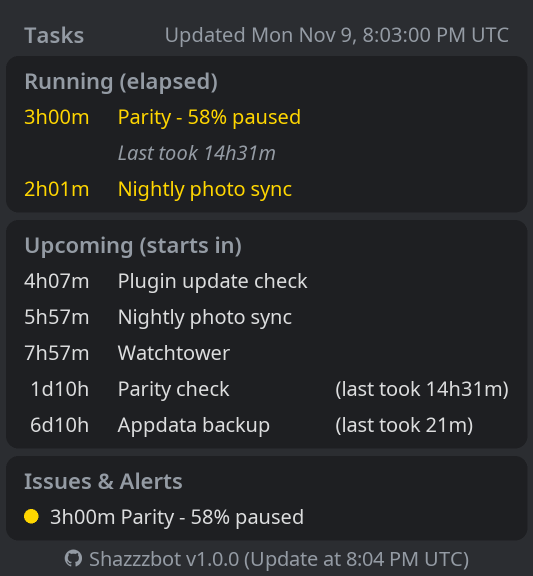 Tasks Updated Mon Nov 9, 8:03:00 PM UTC
Running (elapsed)
3h00m Parity - 58% paused
Last took 14h31m
2h01m Nightly photo sync
Upcoming (starts in)
4h07m Plugin update check
5h57m Nightly photo sync
7h57m Watchtower
1d10h Parity check (last took 14h31m)
6d10h Appdata backup (last took 21m)
Issues & Alerts
3h00m Parity - 58% paused
Shazzzbot v1.0.0 (Update at 8:04 PM UTC)